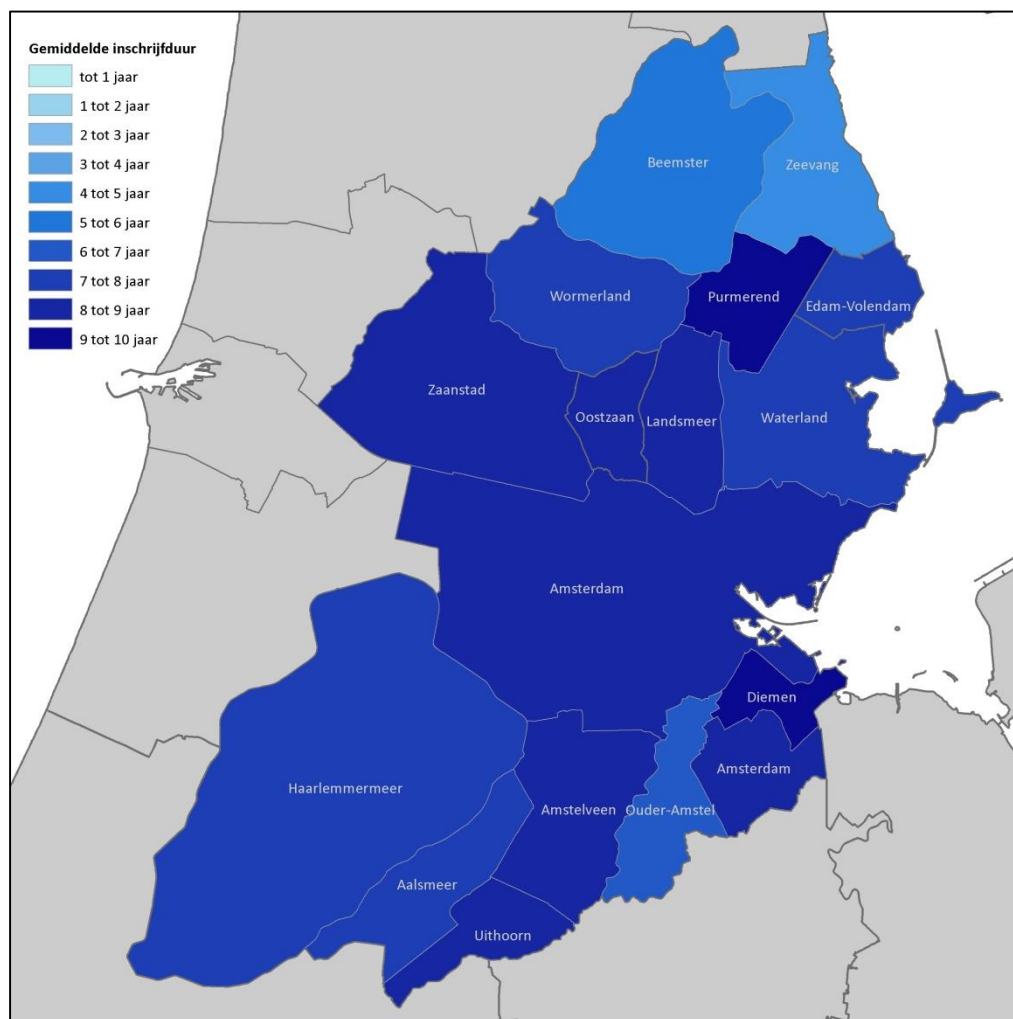 Gemiddelde inschrijfduur
tot 1 jaar
1 tot 2 jaar
2 tot 3 jaar
3 tot 4 jaar
4 tot 5 jaar
5 tot 6 jaar
6 tot 7 jaar
7 tot 8 jaar
8 tot 9 jaar
9 tot 10 jaar
Beemster
Zeevang
Wormerland
Purmerend
Edam-Volendam
Zaanstad
Oostzaan
Landsmeer
Waterland
Amsterdam
Diemen
Haarlemmermeer
Amsterdam
Amstelveen
Ouder-Amstel
Aalsmeer
Uithoorn